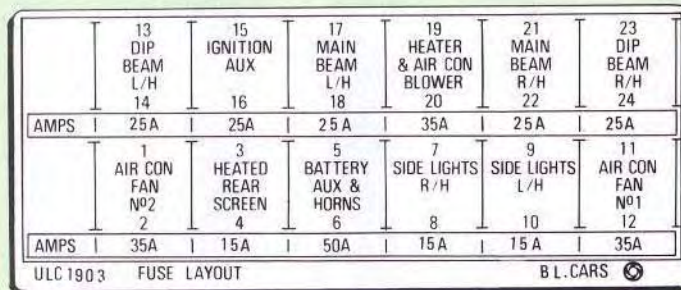 13 15 17 19 21 23
DIP IGNITION MAIN HEATER MAIN DIP
BEAM AUX BEAM & AIR CON BEAM BEAM
L/H L/H BLOWER R/H R/H
14 16 18 20 22 24
AMPS 25A 25A 25A 35A 25A 25A
1 3 5 7 9 11
AIR CON HEATED BATTERY SIDE LIGHTS SIDE LIGHTS AIR CON
FAN REAR AUX & R/H L/H FAN
Nº2 SCREEN HORNS Nº1
2 4 6 8 10 12
AMPS 35A 15A 50A 15A 15A 35A
ULC1903 FUSE LAYOUT BL.CARS